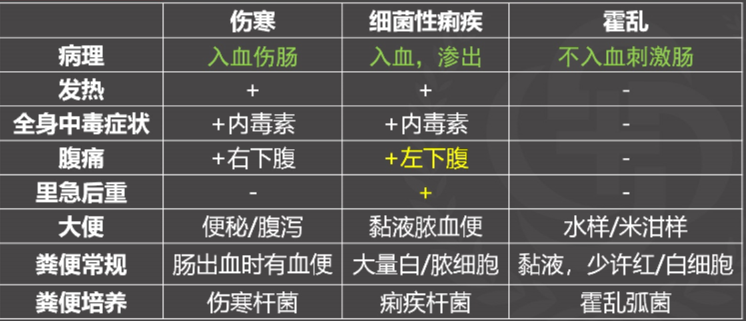 伤寒 细菌性痢疾 霍乱
病理 入血伤肠 入血，渗出 不入血刺激肠
发热 + + -
全身中毒症状 +内毒素 +内毒素 -
腹痛 +右下腹 +左下腹 -
里急后重 - + -
大便 便秘/腹泻 黏液脓血便 水样/米泔样
粪便常规 肠出血时有血便 大量白/脓细胞 黏液，少许红/白细胞
粪便培养 伤寒杆菌 痢疾杆菌 霍乱弧菌